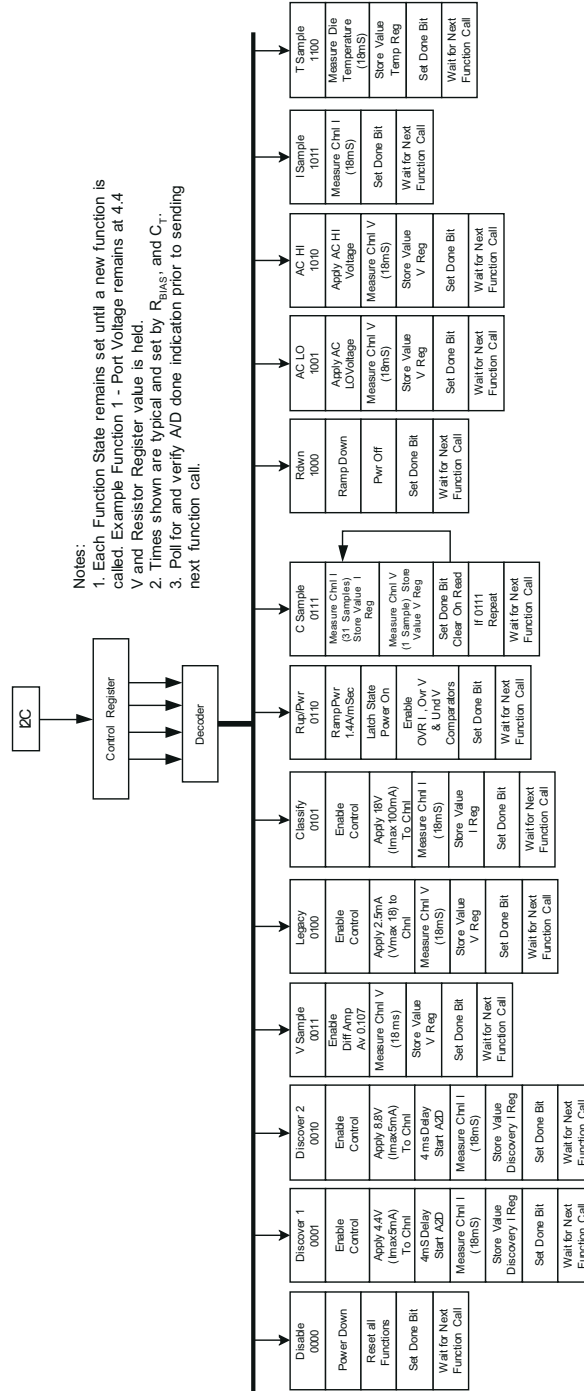 I2C
Control Register
Decoder
Notes:
1. Each Function State remains set until a new function is
called. Example Function 1 - Port Voltage remains at 4.4
V and Resistor Register value is held.
2. Times shown are typical and set by RBIAS, and CT.
3. Poll for and verify A/D done indication prior to sending
next function call.
Disable
0000
Power Down
Reset all
Functions
Set Done Bit
Wait for Next
Function Call
Discover 1
0001
Enable
Control
Apply 4.4V
(Imax5mA)
To Chnl
4mS Delay
Start A2D
Measure Chnl I
(18mS)
Store Value
Discovery I Reg
Set Done Bit
Wait for Next
Function Call
Discover 2
0010
Enable
Control
Apply 8.8V
(Imax5mA)
To Chnl
4 ms Delay
Start A2D
Measure Chnl I
(18mS)
Store Value
Discovery I Reg
Set Done Bit
Wait for Next
Function Call
V Sample
0011
Enable
Diff Amp
Av 0.107
Measure Chnl V
(18 ms)
Store Value
V Reg
Set Done Bit
Wait for Next
Function Call
Legacy
0100
Enable
Control
Apply 2.5mA
(Vmax 18) to
Chnl
Measure Chnl V
(18mS)
Store Value
V Reg
Set Done Bit
Wait for Next
Function Call
Classify
0101
Enable
Control
Apply 18V
(Imax 100mA)
To Chnl
Measure Chnl I
(18mS)
Store Value
I Reg
Set Done Bit
Wait for Next
Function Call
Rup/Pwr
0110
Ramp Pwr
1.4A/mSec
Latch State
Power On
Enable
OVR I , Ovr V
& Und V
Comparators
Set Done Bit
Wait for Next
Function Call
C Sample
0111
Measure Chnl I
(31 Samples)
Store Value I
Reg
Measure Chnl V
(1 Sample) Store
Value V Reg
Set Done Bit
Clear On Read
If 0111
Repeat
Wait for Next
Function Call
Rdwn
1000
Ramp Down
Pwr Off
Set Done Bit
Wait for Next
Function Call
AC LO
1001
Apply AC
LO Voltage
Measure Chnl V
(18mS)
Store Value
V Reg
Set Done Bit
Wait for Next
Function Call
AC HI
1010
Apply AC HI
Voltage
Measure Chnl V
(18mS)
Store Value
V Reg
Set Done Bit
Wait for Next
Function Call
I Sample
1011
Measure Chnl I
(18mS)
Set Done Bit
Wait for Next
Function Call
T Sample
1100
Measure Die
Temperature
(18mS)
Store Value
Temp Reg
Set Done Bit
Wait for Next
Function Call